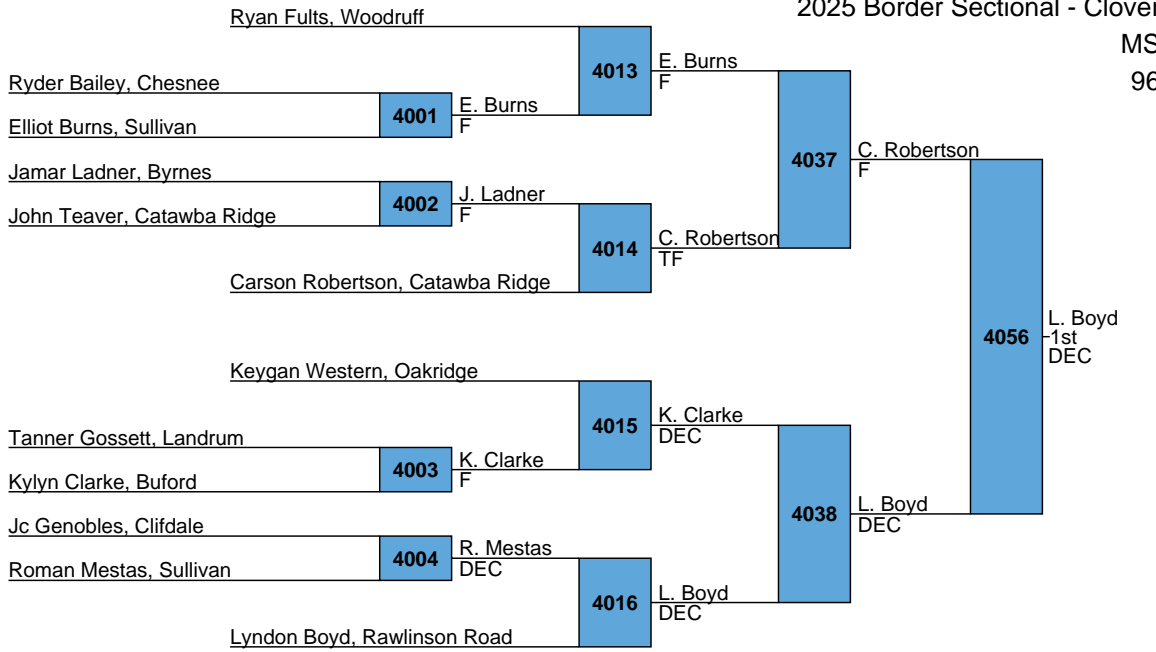 2025 Border Sectional - Clover
MS
96
Ryan Fults, Woodruff
4013
E. Burns
F
Ryder Bailey, Chesnee
4001
E. Burns
F
Elliot Burns, Sullivan
4037
C. Robertson
F
Jamar Ladner, Byrnes
4002
J. Ladner
F
John Teaver, Catawba Ridge
4014
C. Robertson
TF
Carson Robertson, Catawba Ridge
4056
L. Boyd
1st
DEC
Keygan Western, Oakridge
4015
K. Clarke
DEC
Tanner Gossett, Landrum
4003
K. Clarke
F
Kylyn Clarke, Buford
4038
L. Boyd
DEC
Jc Genobles, Clifdale
4004
R. Mestas
DEC
Roman Mestas, Sullivan
4016
L. Boyd
DEC
Lyndon Boyd, Rawlinson Road